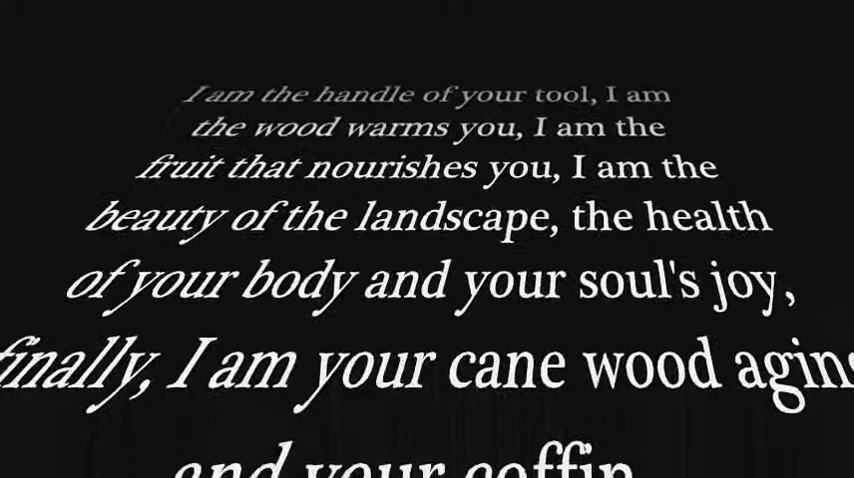 I am the handle of your tool, I am
the wood warms you, I am the
fruit that nourishes you, I am the
beauty of the landscape, the health
of your body and your soul's joy,
finally, I am your cane wood agins
and your coffin